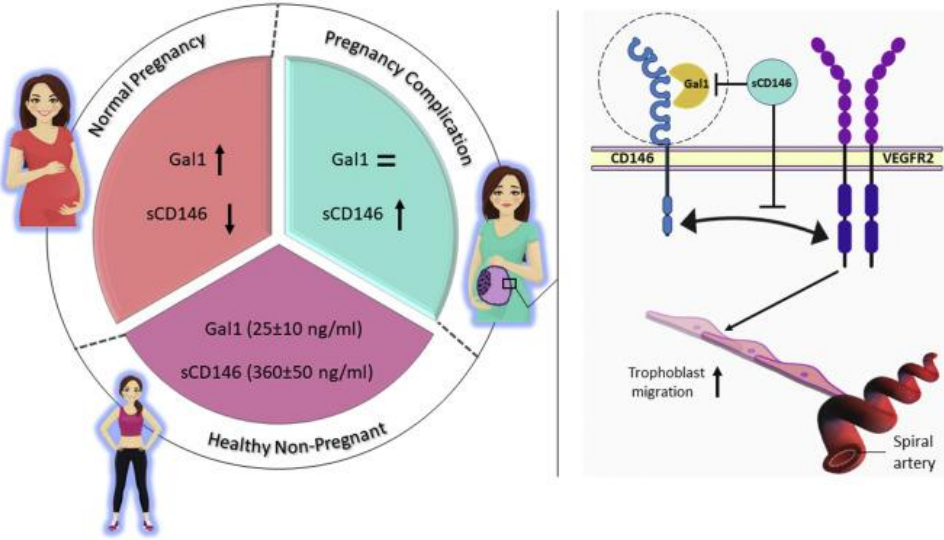 Normal Pregnancy
Pregnancy Complication
Gal1 ↑
sCD146 ↓
Gal1 =
sCD146 ↑
Gal1 (25±10 ng/ml)
sCD146 (360±50 ng/ml)
Healthy Non-Pregnant
Gal1
sCD146
CD146
VEGFR2
Trophoblast
migration ↑
Spiral
artery